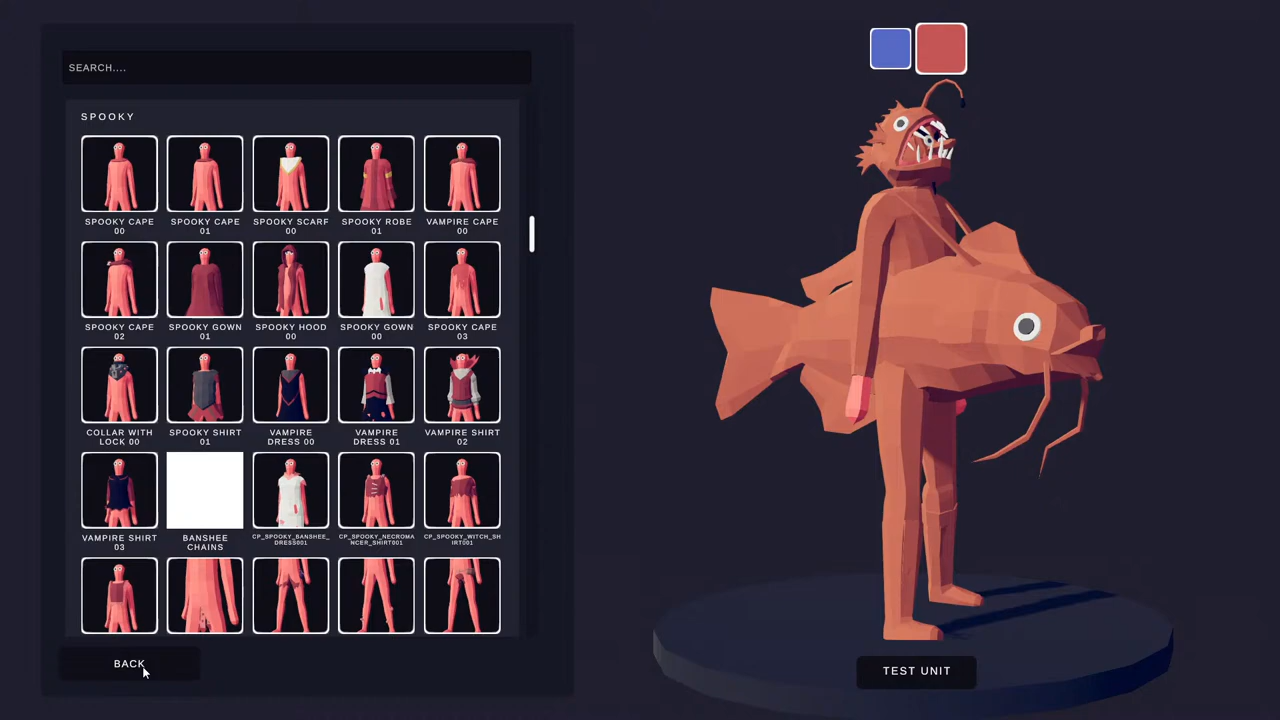 SEARCH....
SPOOKY
SPOOKY CAPE
00
SPOOKY CAPE
01
SPOOKY SCARF
00
SPOOKY ROBE
01
VAMPIRE CAPE
00
SPOOKY CAPE
02
SPOOKY GOWN
01
SPOOKY HOOD
00
SPOOKY GOWN
00
SPOOKY CAPE
03
COLLAR WITH
LOCK 00
SPOOKY SHIRT
01
VAMPIRE
DRESS 00
VAMPIRE
DRESS 01
VAMPIRE SHIRT
02
VAMPIRE SHIRT
03
BANSHEE
CHAINS
CP_SPOOKY_BANSHEE_
DRESS001
CP_SPOOKY_NECROMA
NCER_SHIRT001
CP_SPOOKY_WITCH_SH
IRT001
BACK
TEST UNIT